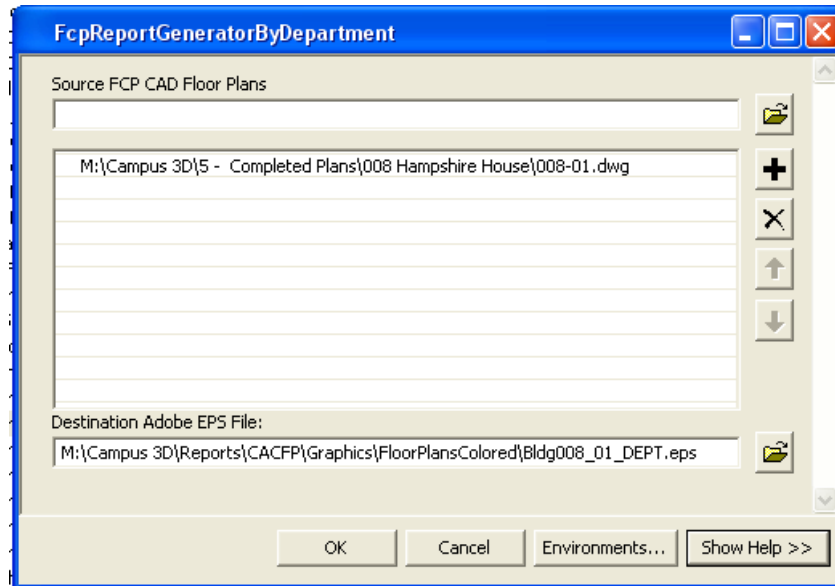 FcpReportGeneratorByDepartment
Source FCP CAD Floor Plans
M:\Campus 3D\5 -  Completed Plans\008 Hampshire House\008-01.dwg
Destination Adobe EPS File:
M:\Campus 3D\Reports\CACFP\Graphics\FloorPlansColored\Bldg008_01_DEPT.eps
OK
Cancel
Environments...
Show Help >>